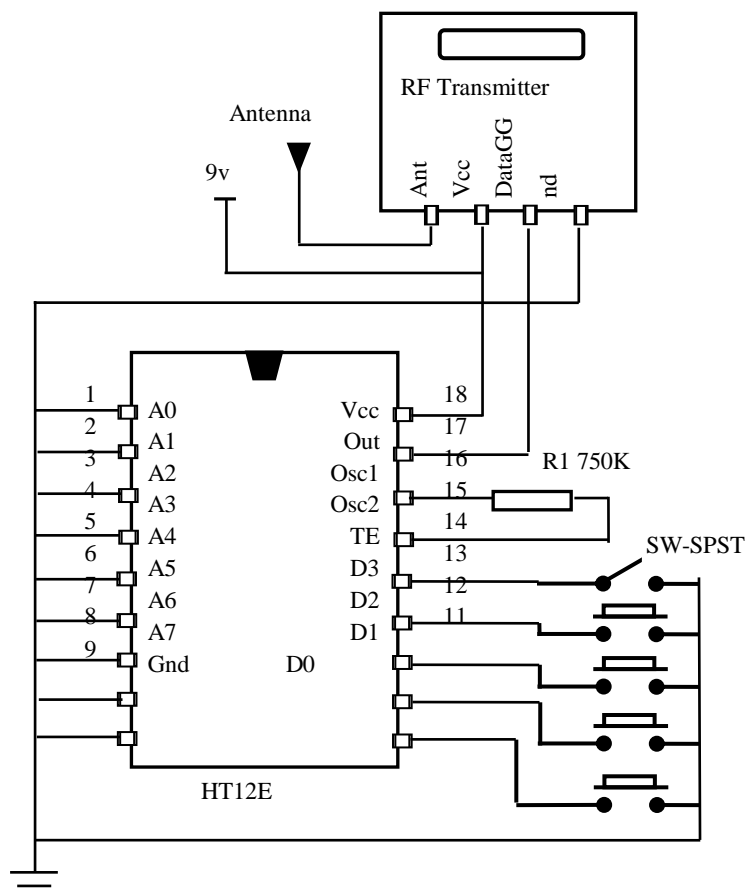 RF Transmitter
Antenna
9v
Ant
Vcc
DataGG
nd
1
2
3
4
5
6
7
8
9
A0
A1
A2
A3
A4
A5
A6
A7
Gnd D0
Vcc
Out
Osc1
Osc2
TE
D3
D2
D1
18
17
16
15
14
13
12
11
R1 750K
SW-SPST
HT12E